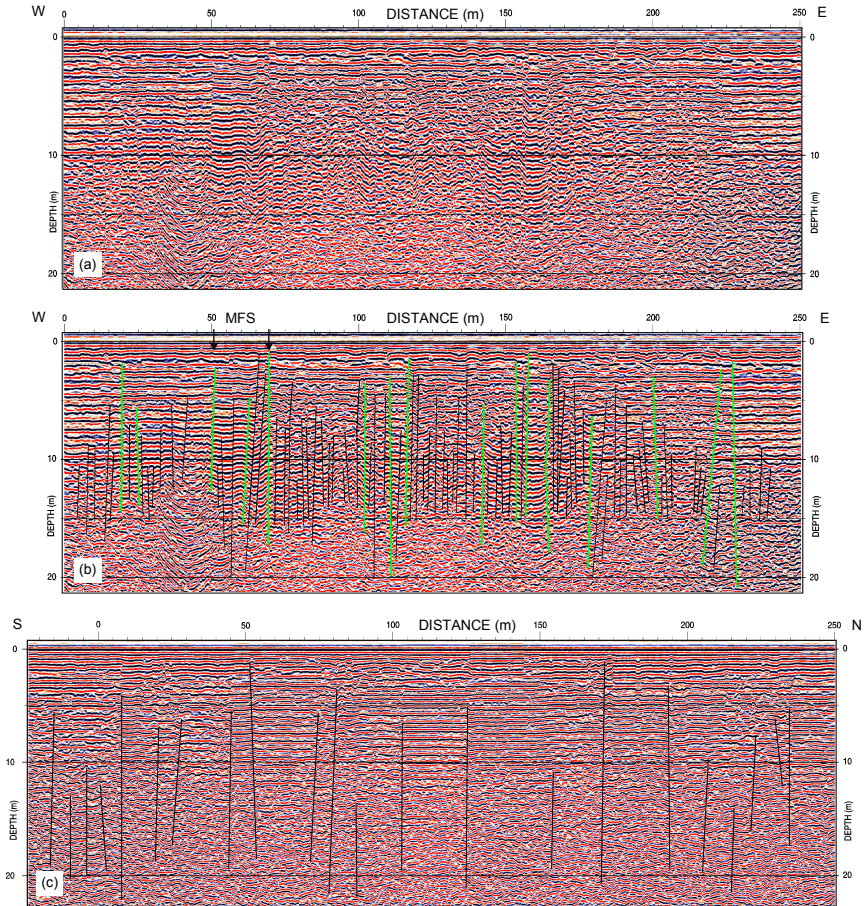 W DISTANCE (m) E
0 50 100 150 200 250
0 0
10 10
DEPTH (m) DEPTH (m)
20 20
(a)
W MFS DISTANCE (m) E
0 50 100 150 200 250
0 0
10 10
DEPTH (m) DEPTH (m)
20 20
(b)
S DISTANCE (m) N
0 50 100 150 200 250
0 0
10 10
DEPTH (m) DEPTH (m)
20 20
(c)